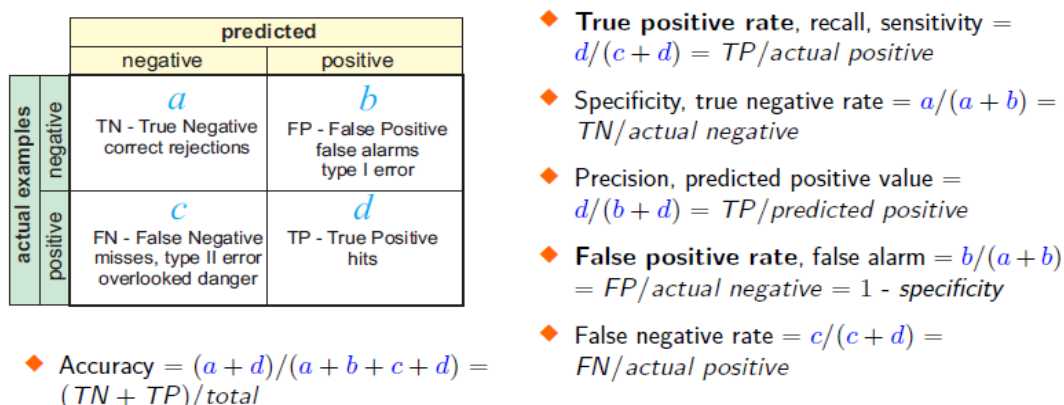 predicted
negative positive
actual examples
negative
a
TN - True Negative
correct rejections
b
FP - False Positive
false alarms
type I error
positive
c
FN - False Negative
misses, type II error
overlooked danger
d
TP - True Positive
hits
◆ Accuracy = (a + d)/(a + b + c + d) =
(TN + TP)/total
◆ True positive rate, recall, sensitivity =
d/(c + d) = TP/actual positive
◆ Specificity, true negative rate = a/(a + b) =
TN/actual negative
◆ Precision, predicted positive value =
d/(b + d) = TP/predicted positive
◆ False positive rate, false alarm = b/(a + b)
= FP/actual negative = 1 - specificity
◆ False negative rate = c/(c + d) =
FN/actual positive